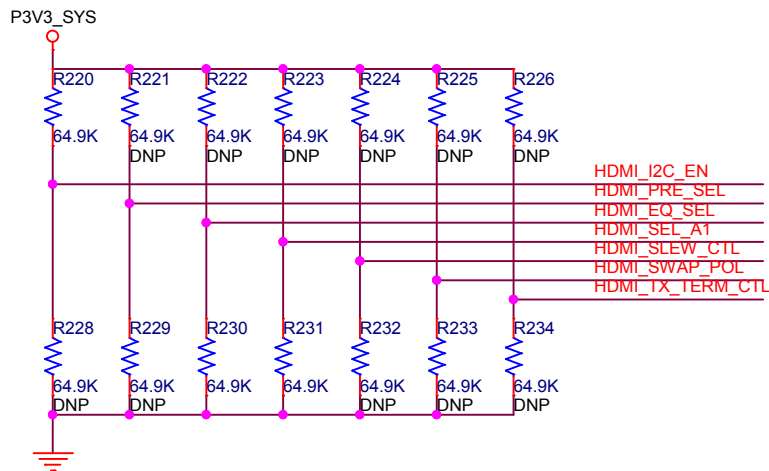 P3V3_SYS
R220 R221 R222 R223 R224 R225 R226
64.9K 64.9K 64.9K 64.9K 64.9K 64.9K 64.9K
DNP DNP DNP DNP DNP DNP
HDMI_I2C_EN
HDMI_PRE_SEL
HDMI_EQ_SEL
HDMI_SEL_A1
HDMI_SLEW_CTL
HDMI_SWAP_POL
HDMI_TX_TERM_CTL
R228 R229 R230 R231 R232 R233 R234
64.9K 64.9K 64.9K 64.9K 64.9K 64.9K 64.9K
DNP DNP DNP DNP DNP